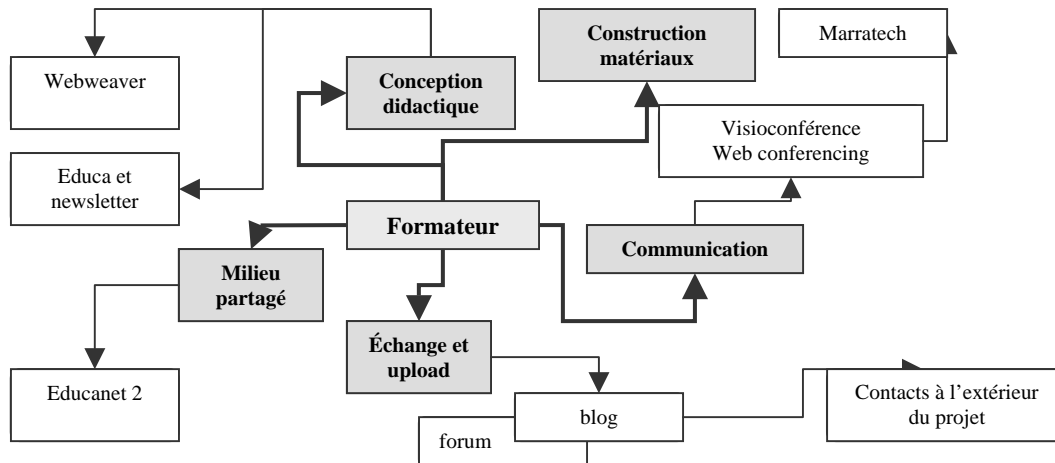 Construction
matériaux
Marratech
Webweaver
Conception
didactique
Visioconférence
Web conferencing
Educa et
newsletter
Formateur
Communication
Milieu
partagé
Échange et
upload
Educanet 2
blog
Contacts à l’extérieur
du projet
forum